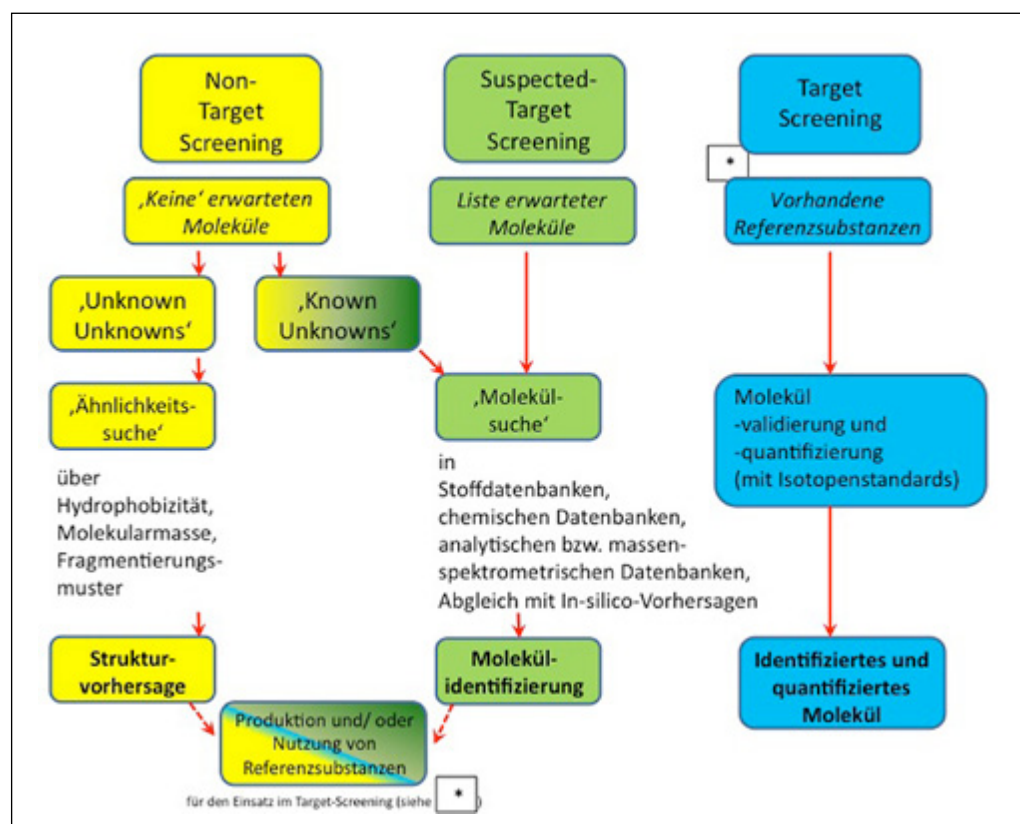 Non-
Target
Screening
Suspected-
Target
Screening
Target
Screening
*
‚Keine‘ erwarteten
Moleküle
Liste erwarteter
Moleküle
Vorhandene
Referenzsubstanzen
‚Unknown
Unknowns‘
‚Known
Unknowns‘
‚Ähnlichkeits-
suche‘
‚Molekül-
suche‘
Molekül
-validierung und
-quantifizierung
(mit Isotopenstandards)
über
Hydrophobizität,
Molekularmasse,
Fragmentierungs-
muster
in
Stoffdatenbanken,
chemischen Datenbanken,
analytischen bzw. massen-
spektrometrischen Datenbanken,
Abgleich mit In-silico-Vorhersagen
Struktur-
vorhersage
Molekül-
identifizierung
Identifiziertes und
quantifiziertes
Molekül
Produktion und/ oder
Nutzung von
Referenzsubstanzen
für den Einsatz im Target-Screening (siehe * )